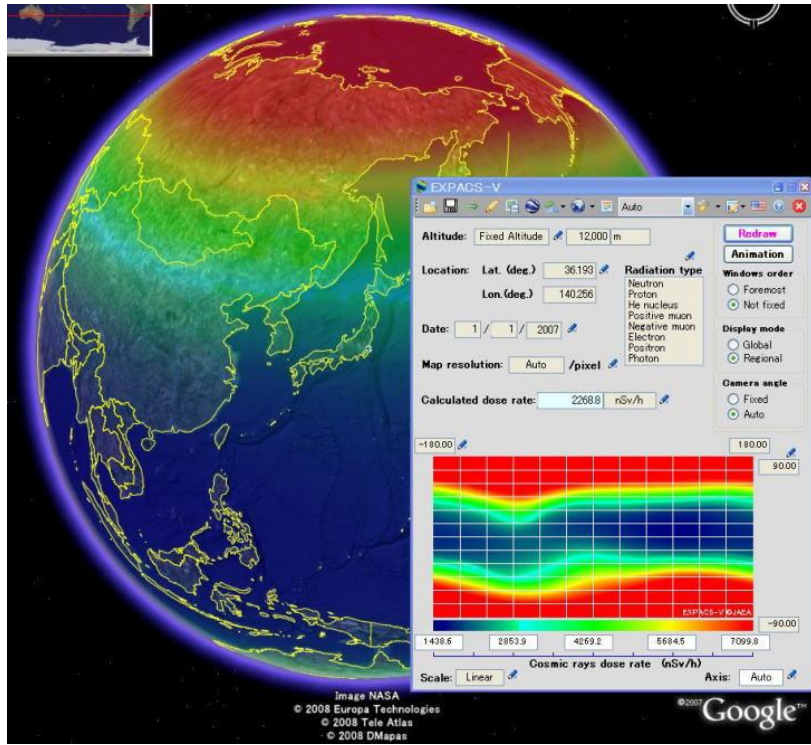 EXPACS-V
Auto
Altitude: Fixed Altitude 12,000 m
Redraw
Animation
Location: Lat. (deg.) 36.193
Lon.(deg.) 140.256
Radiation type
Neutron
Proton
He nucleus
Positive muon
Negative muon
Electron
Positron
Photon
Windows order
Foremost
Not fixed
Date: 1 / 1 / 2007
Display mode
Global
Regional
Map resolution: Auto /pixel
Camera angle
Fixed
Auto
Calculated dose rate: 2268.8 nSv/h
-180.00 180.00
90.00
EXPACS-V ©JAEA
-90.00
1438.5 2853.9 4269.2 5684.5 7099.8
Cosmic rays dose rate (nSv/h)
Scale: Linear Axis: Auto
Image NASA
© 2008 Europa Technologies
© 2008 Tele Atlas
© 2008 DMapas
©2007 Google™